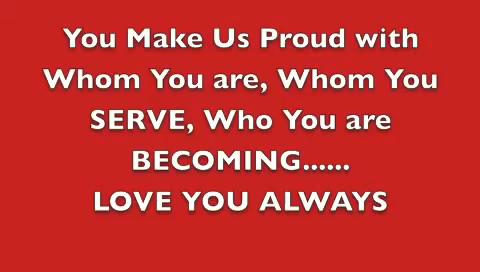 You Make Us Proud with
Whom You are, Whom You
SERVE, Who You are
BECOMING......
LOVE YOU ALWAYS